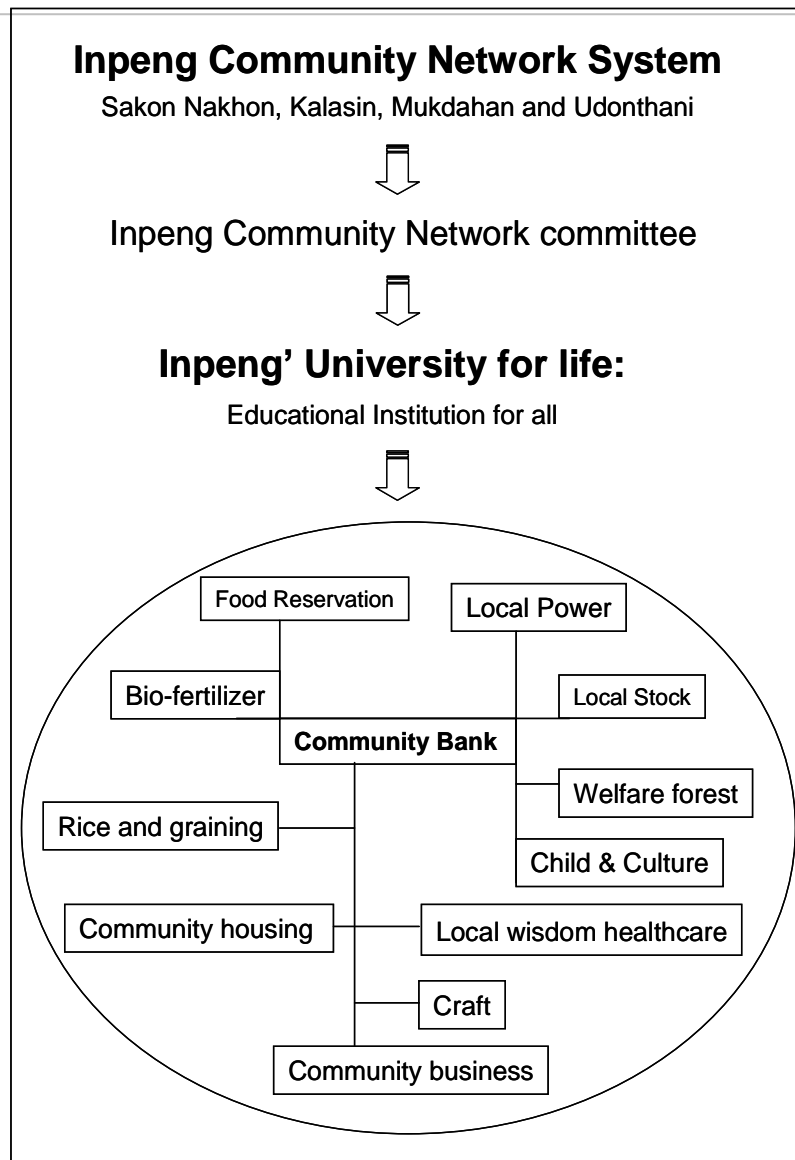 Inpeng Community Network System
Sakon Nakhon, Kalasin, Mukdahan and Udonthani
Inpeng Community Network committee
Inpeng’ University for life:
Educational Institution for all
Food Reservation
Local Power
Bio-fertilizer
Local Stock
Community Bank
Welfare forest
Rice and graining
Child & Culture
Community housing
Local wisdom healthcare
Craft
Community business